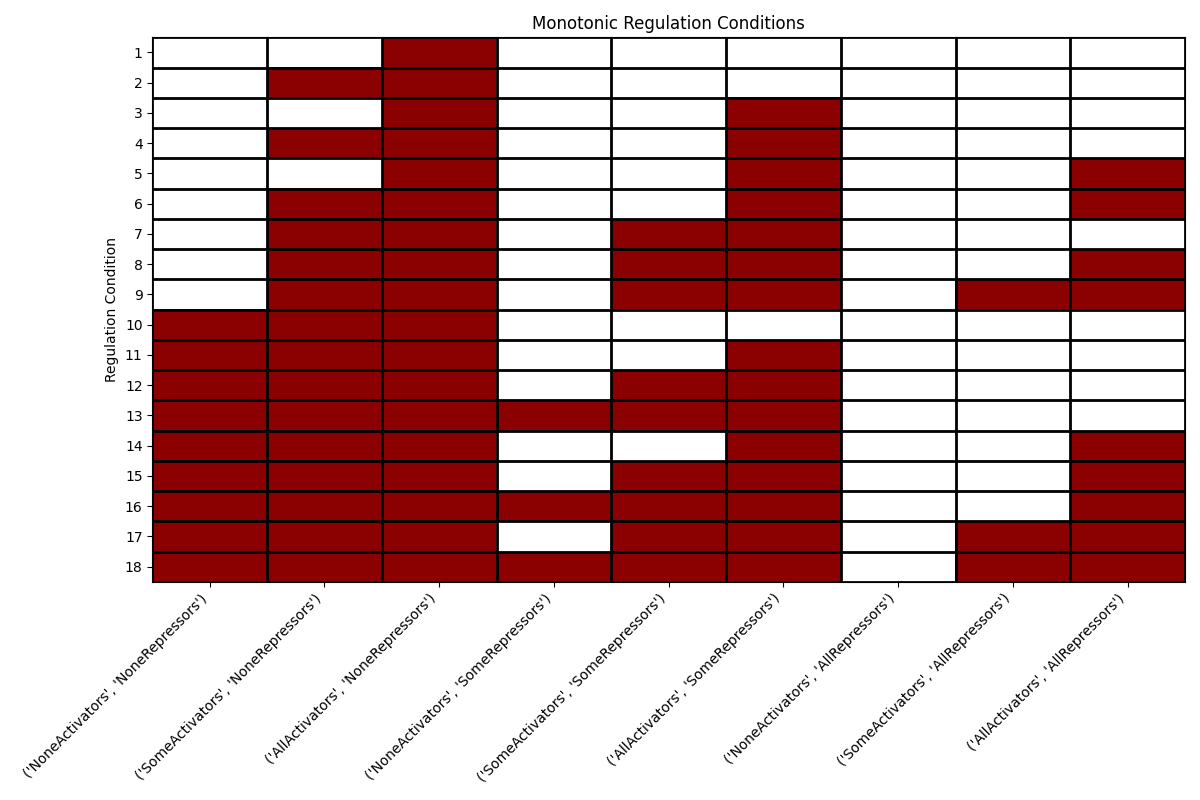 Monotonic Regulation Conditions
Regulation Condition
1
2
3
4
5
6
7
8
9
10
11
12
13
14
15
16
17
18
('NoneActivators', 'NoneRepressors')
('SomeActivators', 'NoneRepressors')
('AllActivators', 'NoneRepressors')
('NoneActivators', 'SomeRepressors')
('SomeActivators', 'SomeRepressors')
('AllActivators', 'SomeRepressors')
('NoneActivators', 'AllRepressors')
('SomeActivators', 'AllRepressors')
('AllActivators', 'AllRepressors')